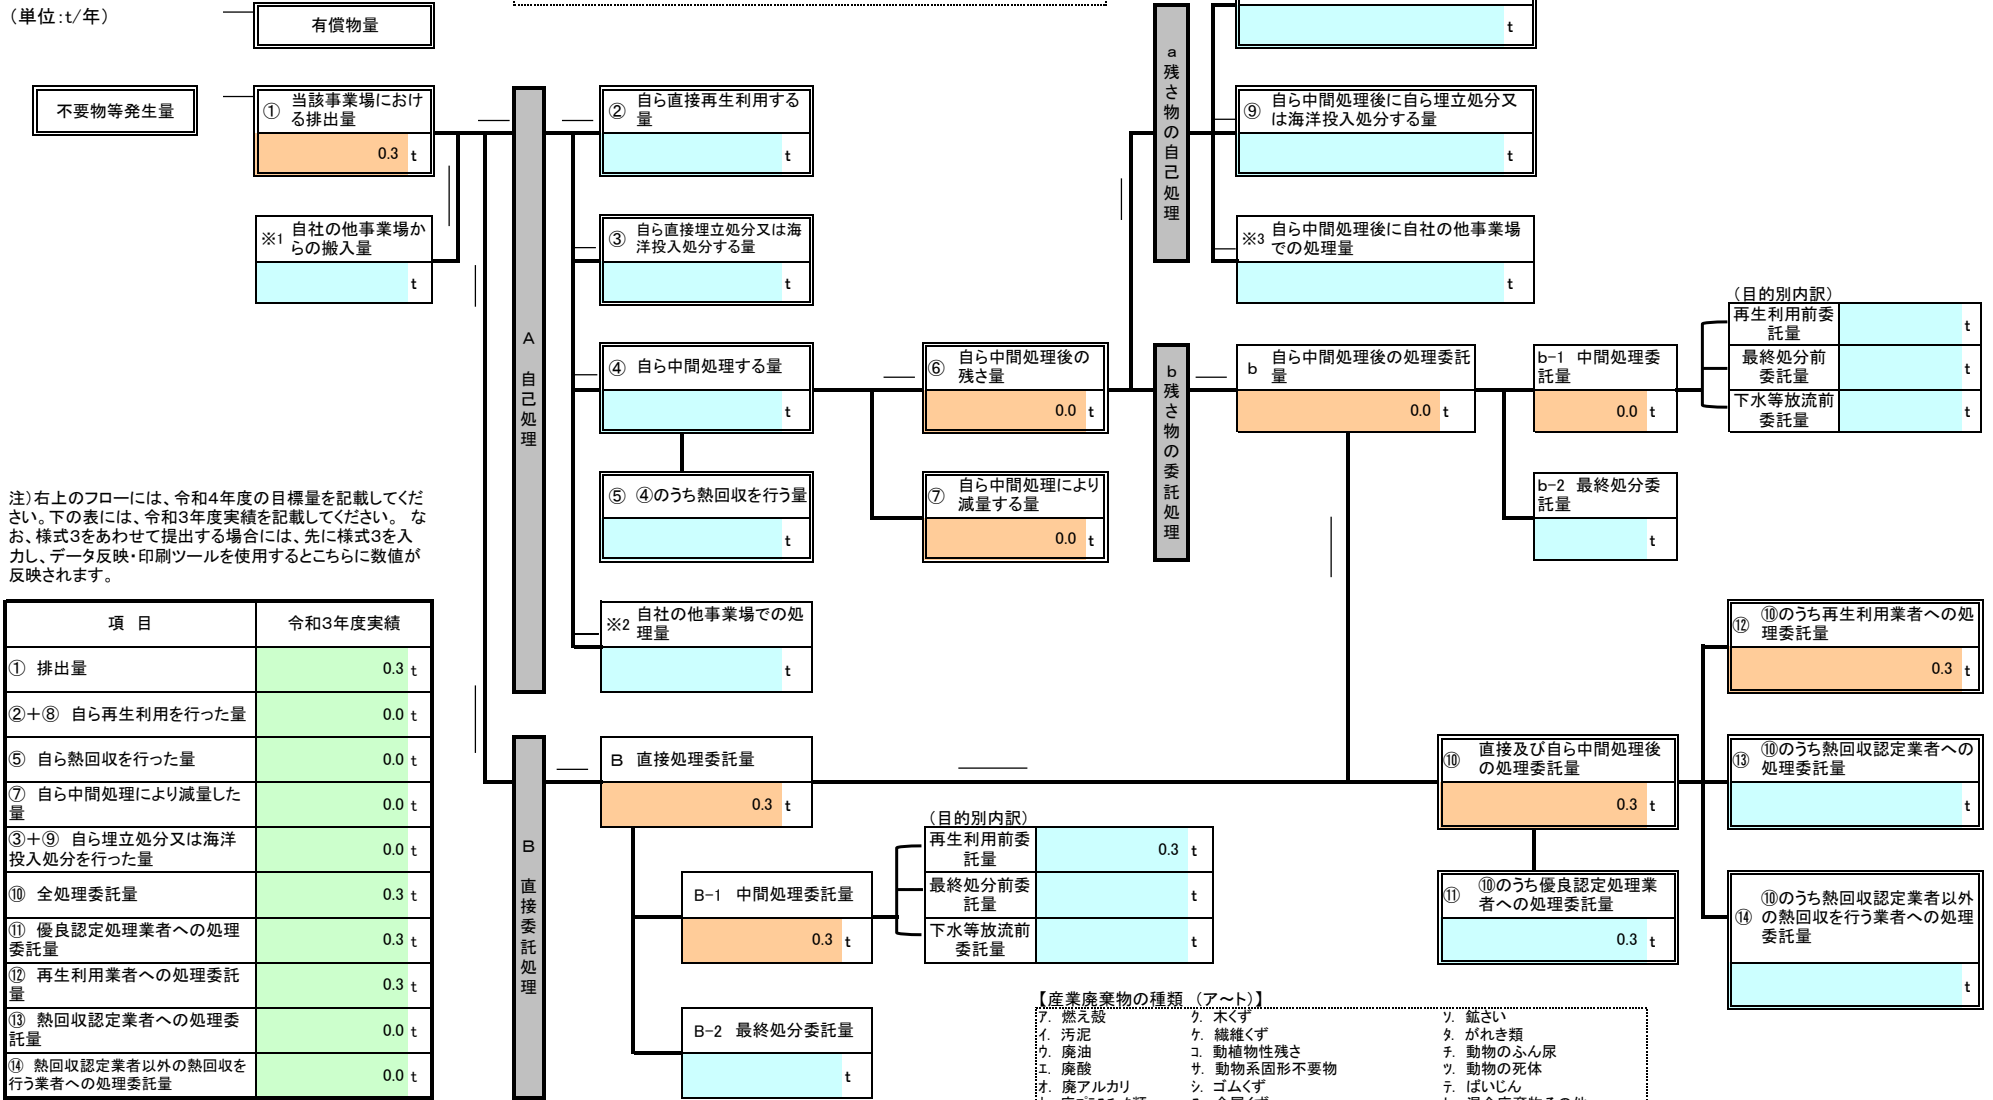 （単位：t/年）
有償物量
t
不要物等発生量
① 当該事業場におけ
る排出量
0.3 t
※1 自社の他事業場か
らの搬入量
t
A 自己処理
② 自ら直接再生利用する
量
t
③ 自ら直接埋立処分又は海
洋投入処分する量
t
④ 自ら中間処理する量
t
⑤ ④のうち熱回収を行う量
t
※2 自社の他事業場での処
理量
t
⑥ 自ら中間処理後の
残さ量
0.0 t
⑦ 自ら中間処理により
減量する量
0.0 t
a 残さ物の自己処理
⑨ 自ら中間処理後に自ら埋立処分又
は海洋投入処分する量
t
※3 自ら中間処理後に自社の他事業場
での処理量
t
b 残さ物の委託処理
b 自ら中間処理後の処理委託
量
0.0 t
b-1 中間処理委
託量
0.0 t
b-2 最終処分委
託量
t
（目的別内訳）
再生利用前委
託量
t
最終処分前
委託量
t
下水等放流前
委託量
t
注）右上のフローには、令和4年度の目標量を記載してくだ
さい。下の表には、令和3年度実績を記載してください。 な
お、様式3をあわせて提出する場合には、先に様式3を入
力し、データ反映・印刷ツールを使用するとこちらに数値が
反映されます。
項 目 令和3年度実績
① 排出量 0.3 t
②＋⑧ 自ら再生利用を行った量 0.0 t
⑤ 自ら熱回収を行った量 0.0 t
⑦ 自ら中間処理により減量した
量 0.0 t
③＋⑨ 自ら埋立処分又は海洋
投入処分を行った量 0.0 t
⑩ 全処理委託量 0.3 t
⑪ 優良認定処理業者への処理
委託量 0.3 t
⑫ 再生利用業者への処理委託
量 0.3 t
⑬ 熱回収認定業者への処理委
託量 0.0 t
⑭ 熱回収認定業者以外の熱回収を
行う業者への処理委託量 0.0 t
B 直接委託処理
B 直接処理委託量
0.3 t
B-1 中間処理委託量
0.3 t
B-2 最終処分委託量
t
（目的別内訳）
再生利用前委
託量
0.3 t
最終処分前委
託量
t
下水等放流前
委託量
t
⑩ 直接及び自ら中間処理後
の処理委託量
0.3 t
⑪ ⑩のうち優良認定処理業
者への処理委託量
0.3 t
⑫ ⑩のうち再生利用業者への処
理委託量
0.3 t
⑬ ⑩のうち熱回収認定業者への
処理委託量
t
⑭ ⑩のうち熱回収認定業者以外
の熱回収を行う業者への処理
委託量
t
【産業廃棄物の種類 （ア～ト）】
ア. 燃え殻 ク. 木くず ソ. 鉱さい
イ. 汚泥 ケ. 繊維くず タ. がれき類
ウ. 廃油 コ. 動植物性残さ チ. 動物のふん尿
エ. 廃酸 サ. 動物系固形不要物 ツ. 動物の死体
オ. 廃アルカリ シ. ゴムくず テ. ばいじん